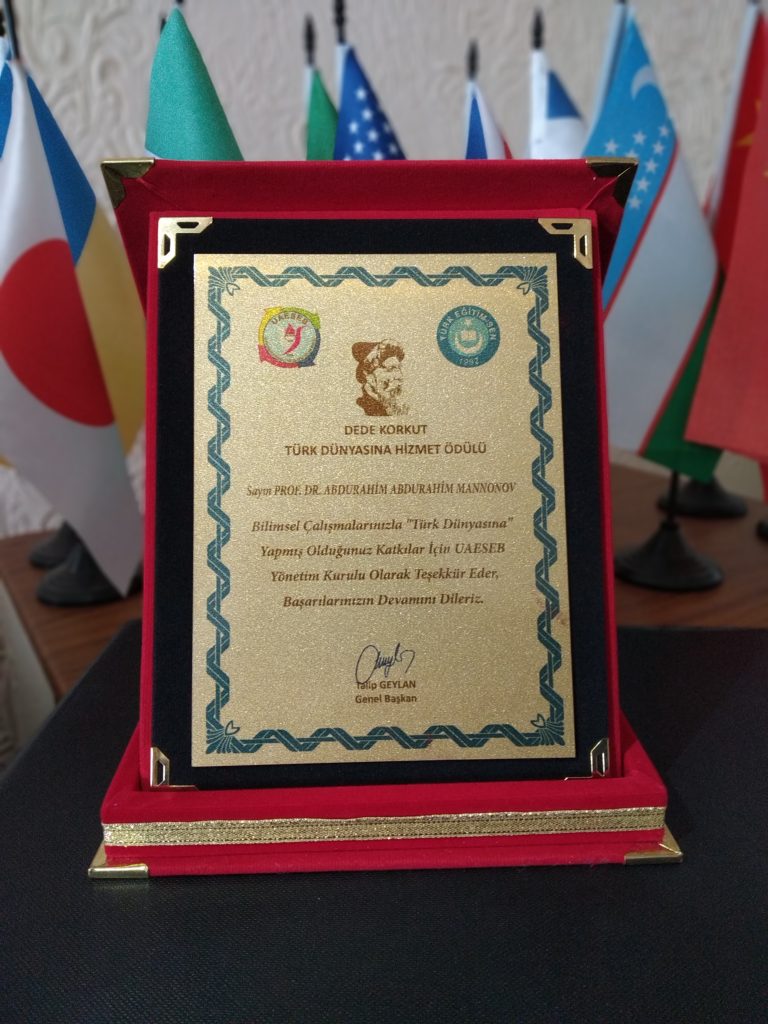 UAESEB
TÜRK EĞİTİM-SEN
1992
DEDE KORKUT
TÜRK DÜNYASINA HİZMET ÖDÜLÜ
Sayın PROF. DR. ABDURAHİM ABDURAHİM MANNONOV
Bilimsel Çalışmalarınızla "Türk Dünyasına"
Yapmış Olduğunuz Katkılar İçin UAESEB
Yönetim Kurulu Olarak Teşekkür Eder,
Başarılarınızın Devamını Dileriz.
Talip GEYLAN
Genel Başkan